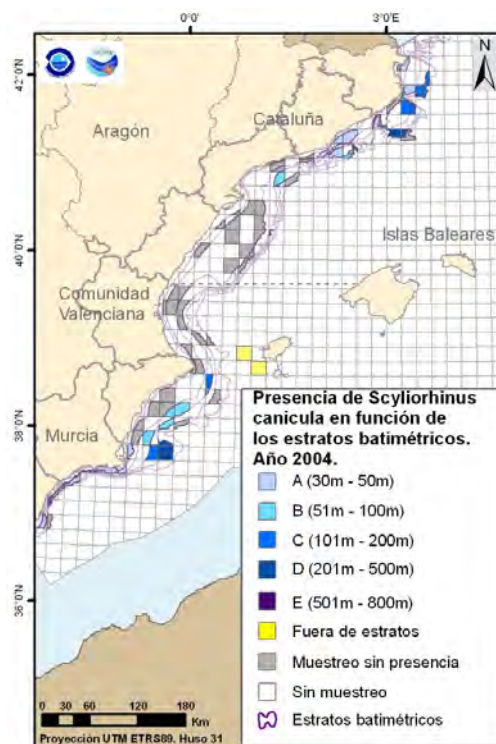 0°0'
3°0'E
N
42°0'N
Cataluña
Aragón
40°0'N
Islas Baleares
Comunidad
Valenciana
38°0'N
Murcia
36°0'N
Presencia de Scyliorhinus
canicula en función de
los estratos batimétricos.
Año 2004.
A (30m - 50m)
B (51m - 100m)
C (101m - 200m)
D (201m - 500m)
E (501m - 800m)
Fuera de estratos
Muestreo sin presencia
Sin muestreo
Estratos batimétricos
0 30 60 120 180
Km
Proyección UTM ETRS89. Huso 31